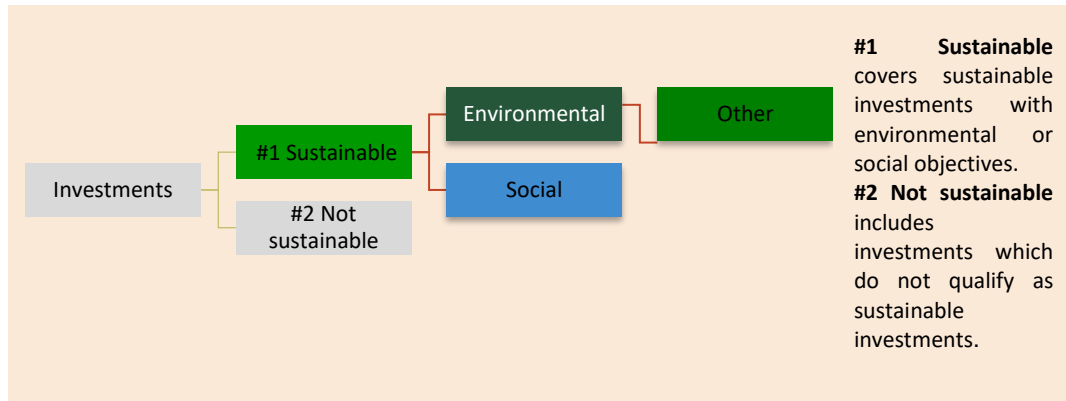 Investments
#1 Sustainable
#2 Not
sustainable
Environmental
Social
Other
#1 Sustainable
covers sustainable
investments with
environmental or
social objectives.
#2 Not sustainable
includes
investments which
do not qualify as
sustainable
investments.